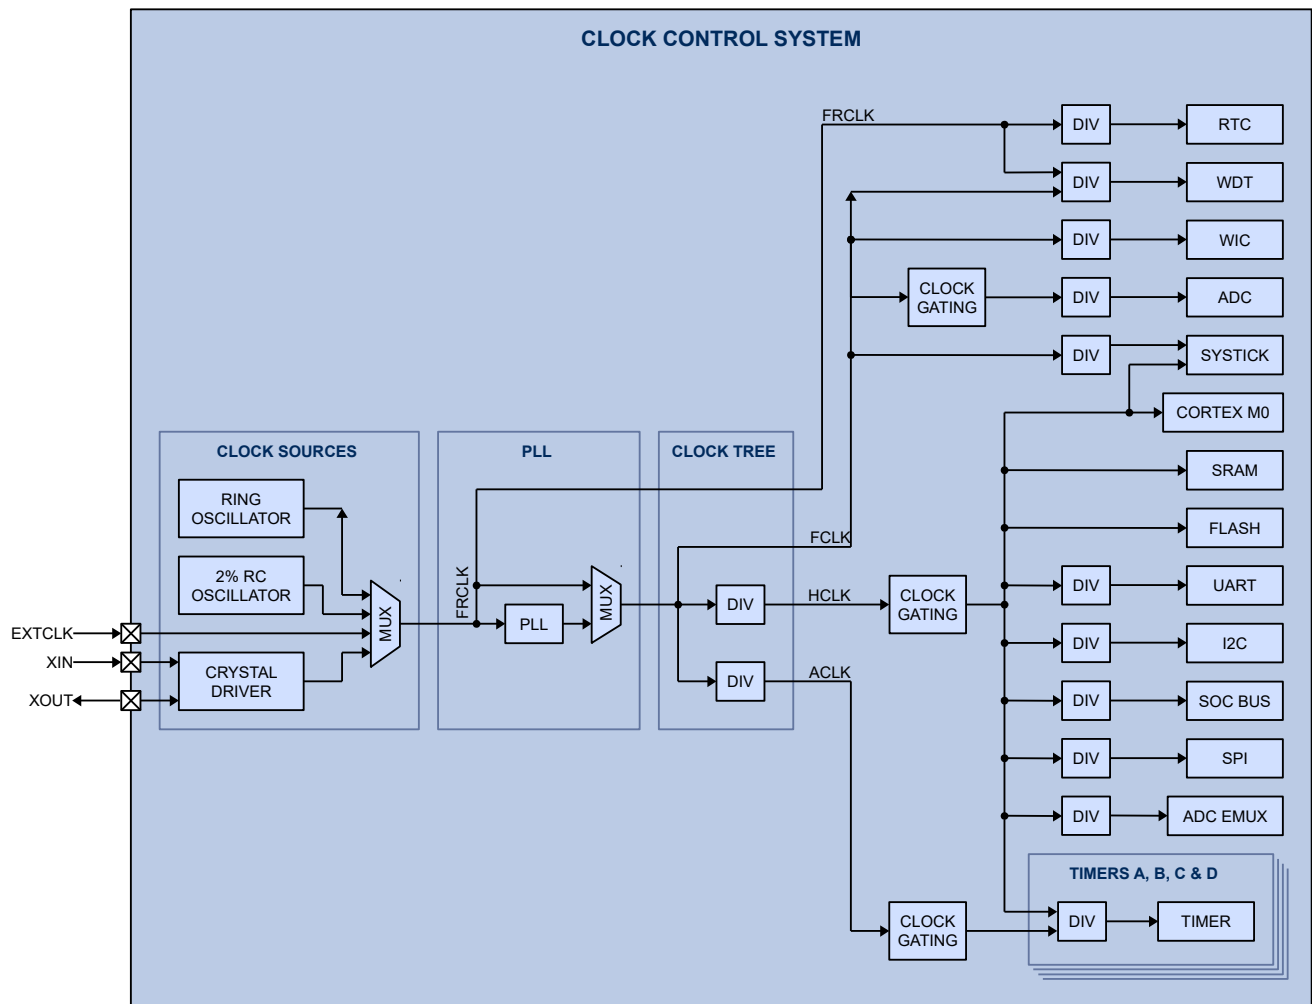 CLOCK CONTROL SYSTEM
FRCLK
DIV
RTC
DIV
WDT
DIV
WIC
CLOCK
GATING
DIV
ADC
DIV
SYSTICK
CORTEX M0
CLOCK SOURCES
PLL
CLOCK TREE
RING
OSCILLATOR
SRAM
FLASH
FCLK
2% RC
OSCILLATOR
MUX
FRCLK
PLL
MUX
DIV
HCLK
CLOCK
GATING
DIV
UART
EXTCLK
XIN
XOUT
CRYSTAL
DRIVER
DIV
ACLK
DIV
I2C
DIV
SOC BUS
DIV
SPI
DIV
ADC EMUX
TIMERS A, B, C & D
CLOCK
GATING
DIV
TIMER